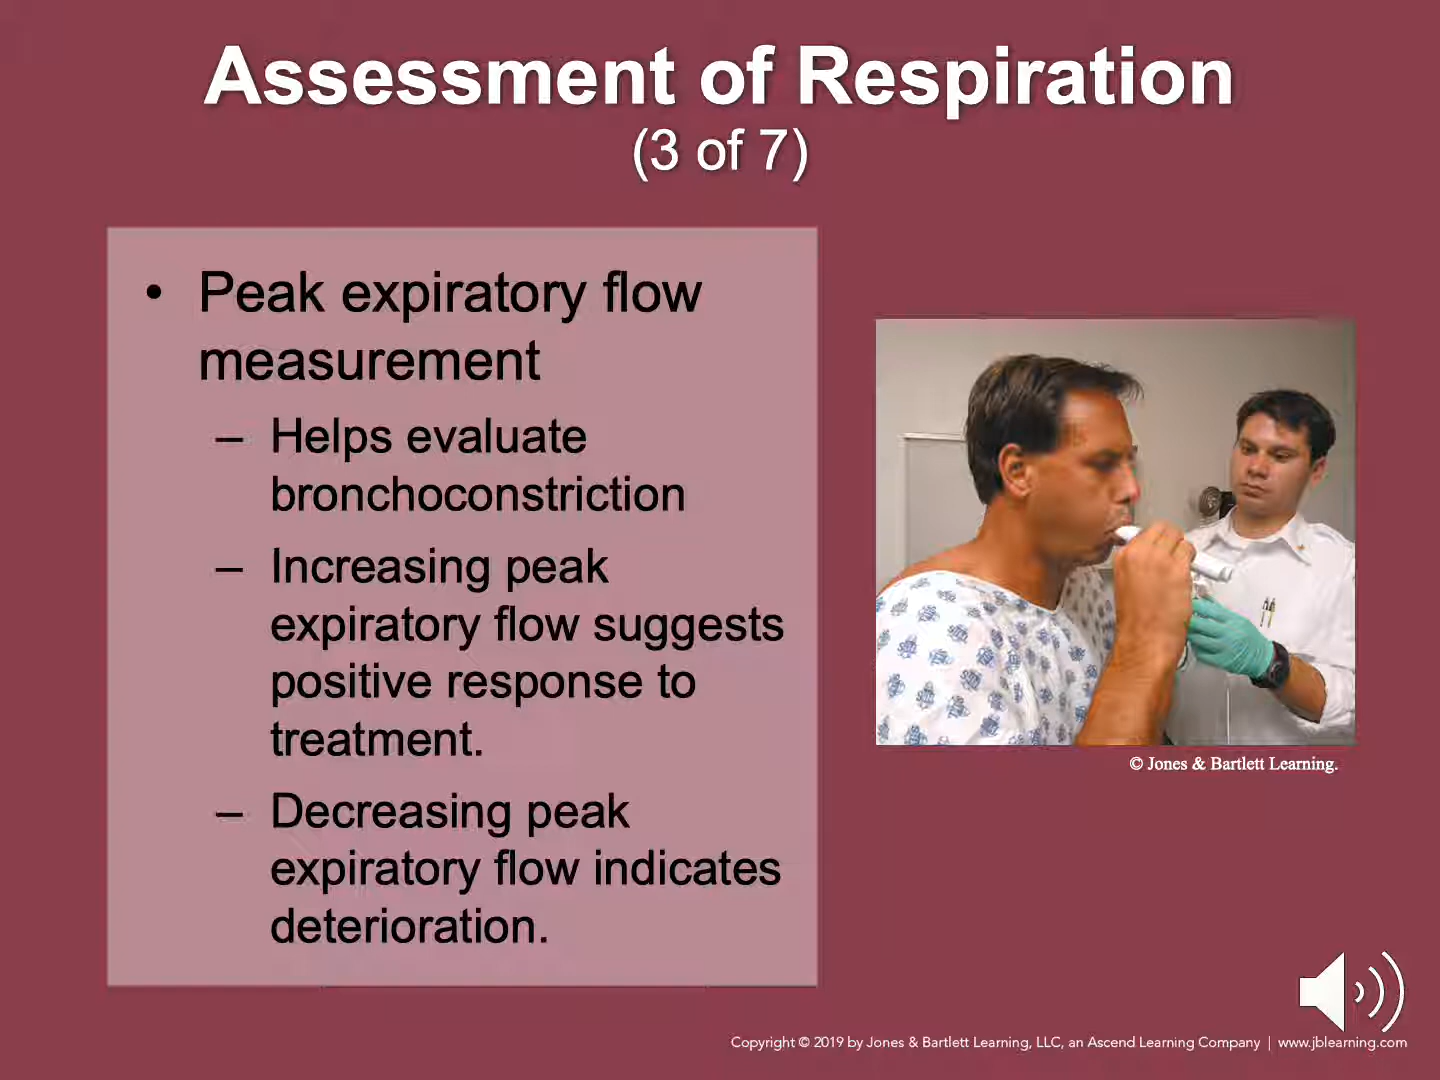 Assessment of Respiration
(3 of 7)
• Peak expiratory flow
measurement
– Helps evaluate
bronchoconstriction
– Increasing peak
expiratory flow suggests
positive response to
treatment.
– Decreasing peak
expiratory flow indicates
deterioration.
© Jones & Bartlett Learning.
Copyright © 2019 by Jones & Bartlett Learning, LLC, an Ascend Learning Company | www.jblearning.com